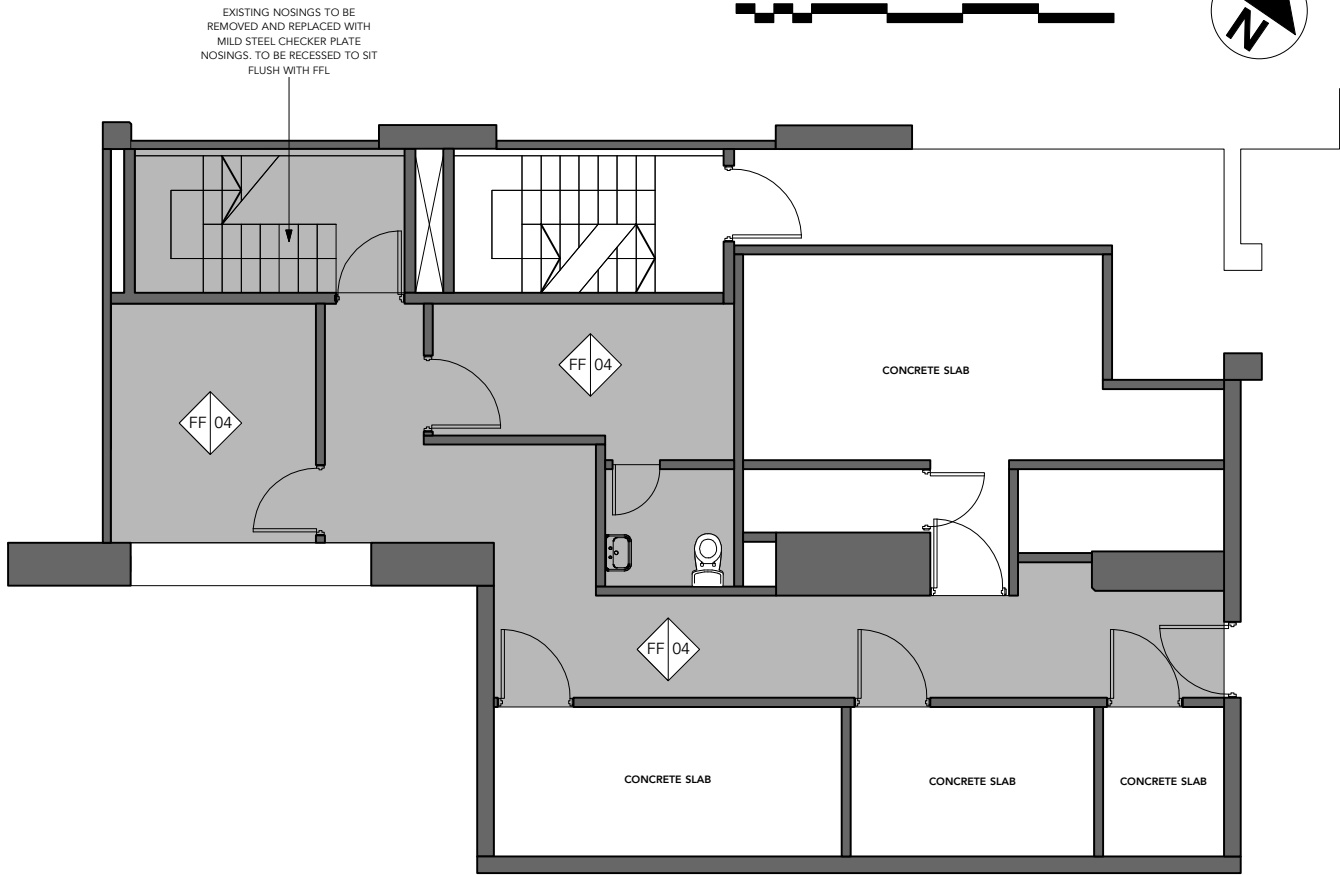 EXISTING NOSINGS TO BE
REMOVED AND REPLACED WITH
MILD STEEL CHECKER PLATE
NOSINGS. TO BE RECESSED TO SIT
FLUSH WITH FFL
N
FF 04
CONCRETE SLAB
FF 04
FF 04
CONCRETE SLAB
CONCRETE SLAB
CONCRETE SLAB